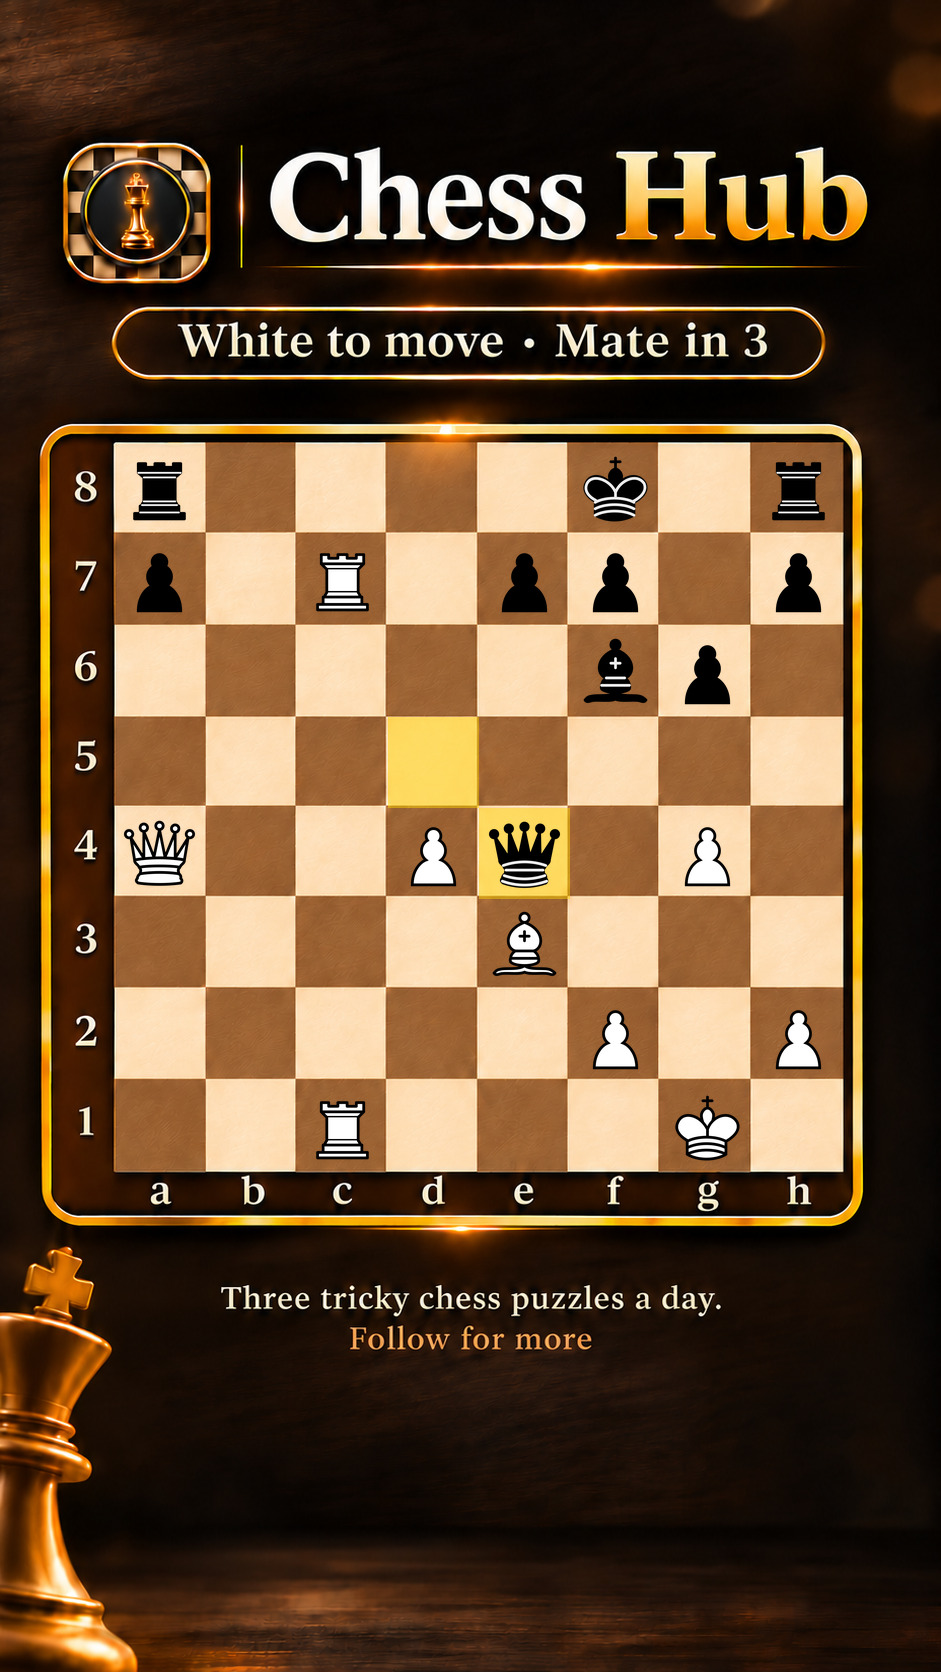 Chess Hub
White to move • Mate in 3
8
7
6
5
4
3
2
1
a b c d e f g h
Three tricky chess puzzles a day.
Follow for more